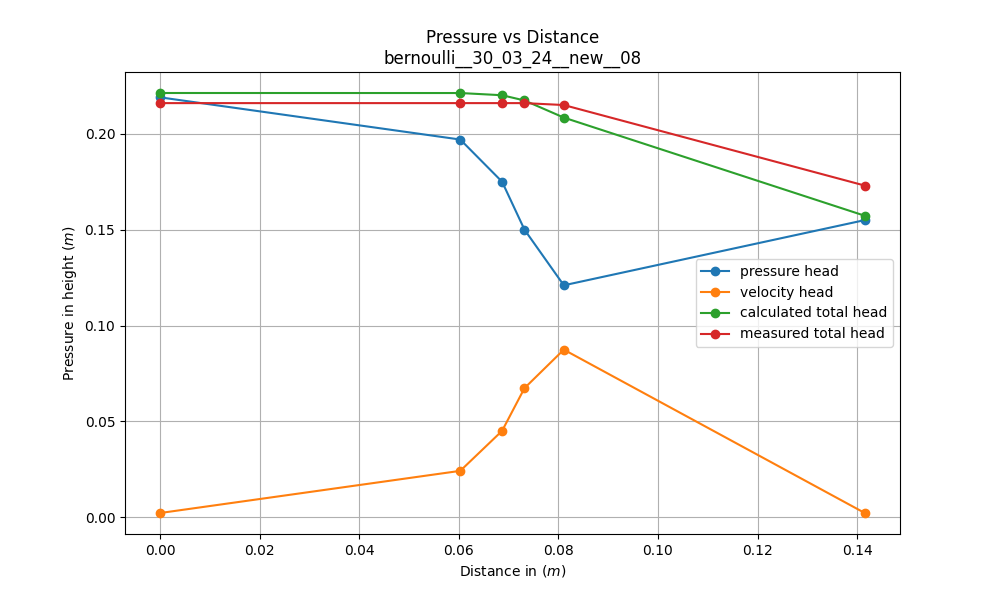 Pressure vs Distance
bernoulli__30_03_24__new__08
Pressure in height (m)
0.20
0.15
0.10
0.05
0.00
pressure head
velocity head
calculated total head
measured total head
0.00 0.02 0.04 0.06 0.08 0.10 0.12 0.14
Distance in (m)